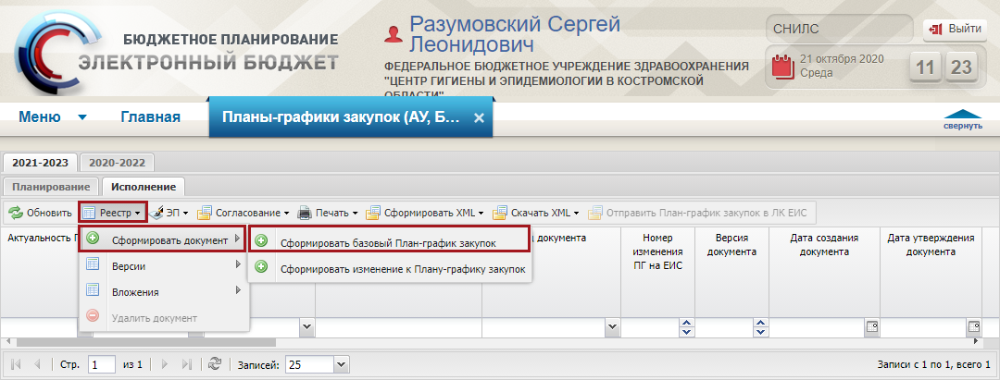 БЮДЖЕТНОЕ ПЛАНИРОВАНИЕ
ЭЛЕКТРОННЫЙ БЮДЖЕТ
Разумовский Сергей
Леонидович
ФЕДЕРАЛЬНОЕ БЮДЖЕТНОЕ УЧРЕЖДЕНИЕ ЗДРАВООХРАНЕНИЯ
"ЦЕНТР ГИГИЕНЫ И ЭПИДЕМИОЛОГИИ В КОСТРОМСКОЙ
ОБЛАСТИ"
СНИЛС
Выйти
21 октября 2020
Среда
11 23
Меню Главная Планы-графики закупок (АУ, Б...
свернуть
2021-2023 2020-2022
Планирование Исполнение
Обновить Реестр ЭП Согласование Печать Сформировать XML Скачать XML Отправить План-график закупок в ЛК ЕИС
Актуальность П
Сформировать документ
Версии
Вложения
Удалить документ
Сформировать базовый План-график закупок
Сформировать изменение к Плану-графику закупок
документа
Номер
изменения
ПГ на ЕИС
Версия
документа
Дата создания
документа
Дата утверждения
документа
Стр. 1 из 1 Записей: 25 Записи с 1 по 1, всего 1